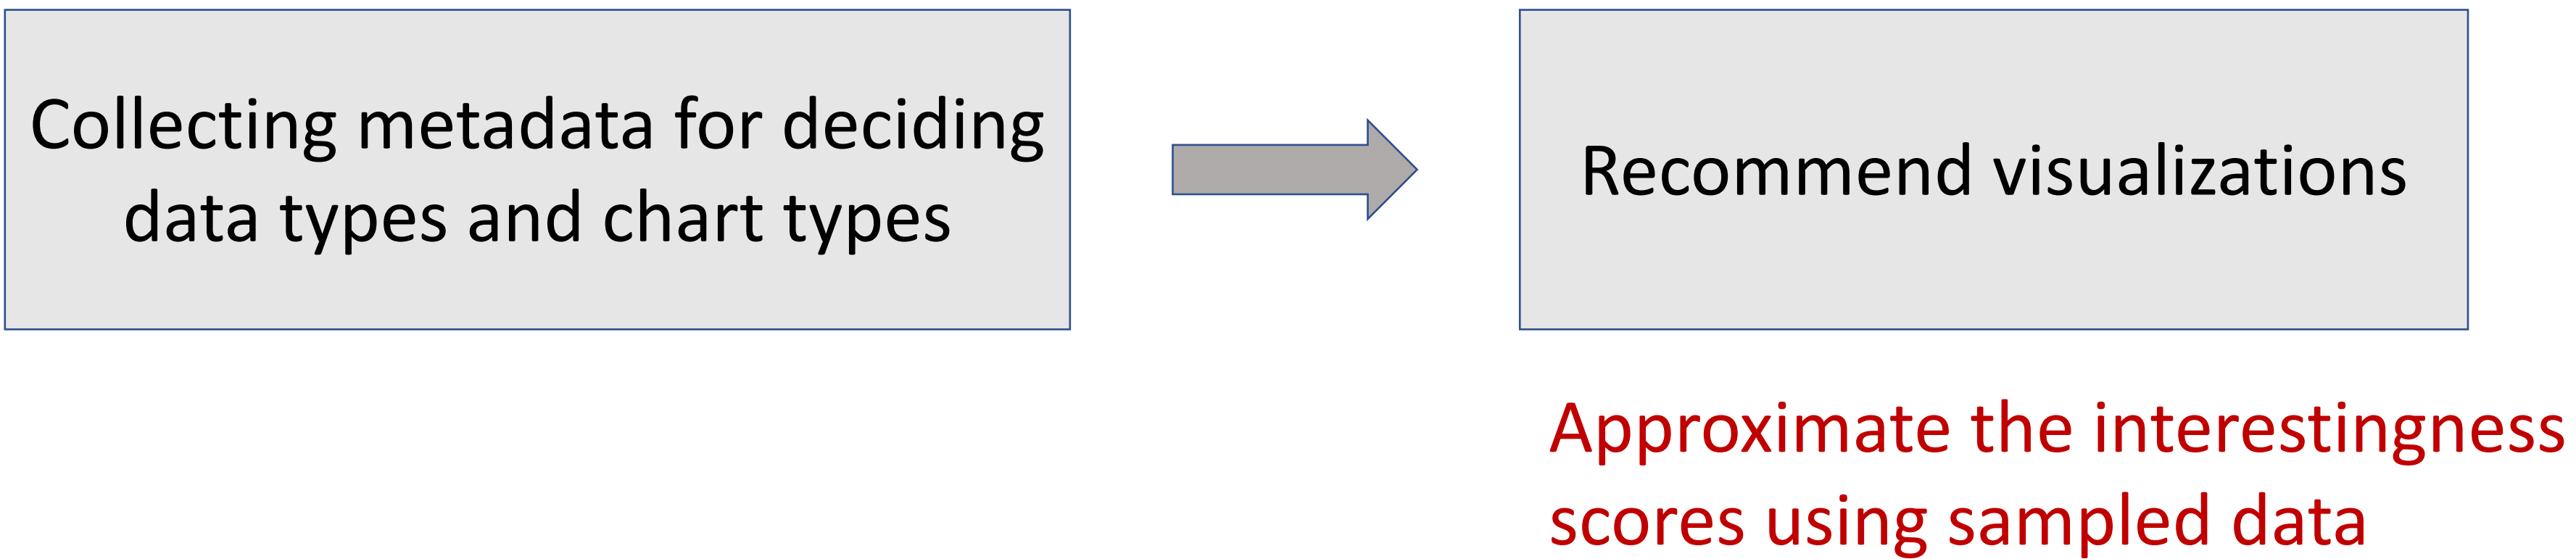 Collecting metadata for deciding
data types and chart types
Recommend visualizations
Approximate the interestingness
scores using sampled data